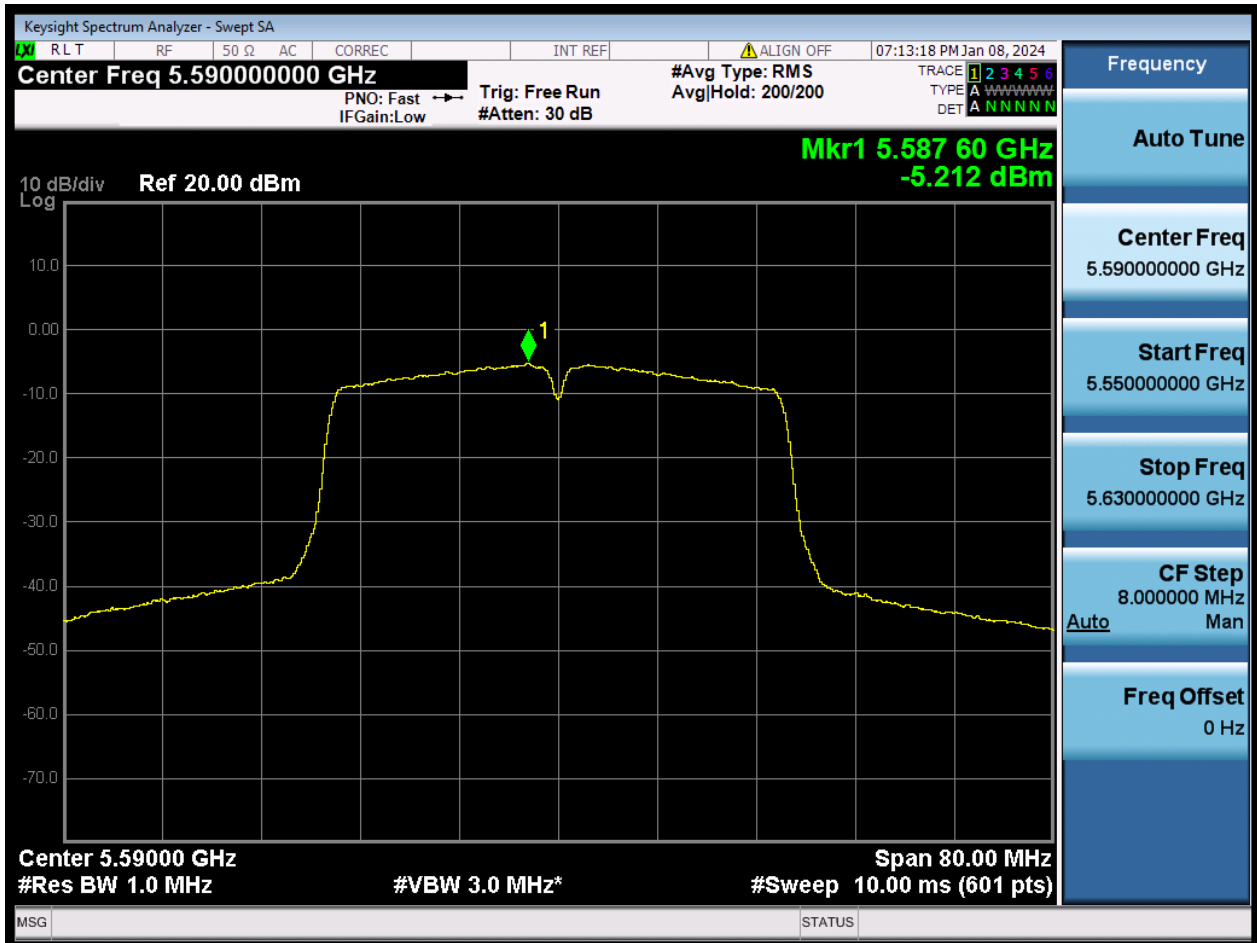 Keysight Spectrum Analyzer - Swept SA
LXI RLT RF 50 Ω AC CORREC INT REF ALIGN OFF 07:13:18 PM Jan 08, 2024
Center Freq 5.590000000 GHz
PNO: Fast
IFGain:Low
Trig: Free Run
#Atten: 30 dB
#Avg Type: RMS
Avg|Hold: 200/200
TRACE 1 2 3 4 5 6
TYPE A WWWWW
DET A N N N N N
Mkr1 5.587 60 GHz
-5.212 dBm
10 dB/div Ref 20.00 dBm
Log
10.0
0.00
-10.0
-20.0
-30.0
-40.0
-50.0
-60.0
-70.0
1
Center 5.59000 GHz Span 80.00 MHz
#Res BW 1.0 MHz #VBW 3.0 MHz* #Sweep 10.00 ms (601 pts)
MSG STATUS
Frequency
Auto Tune
Center Freq
5.590000000 GHz
Start Freq
5.550000000 GHz
Stop Freq
5.630000000 GHz
CF Step
8.000000 MHz
Auto Man
Freq Offset
0 Hz